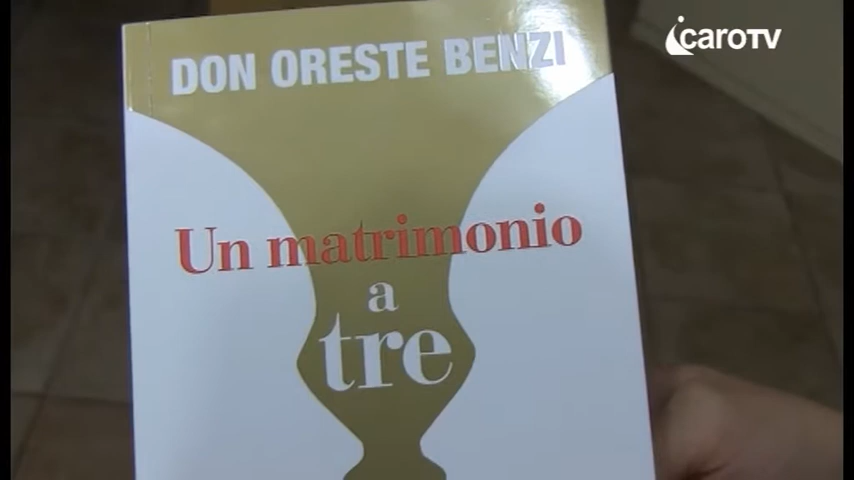 icaroTV
DON ORESTE BENZI
Un matrimonio
a
tre